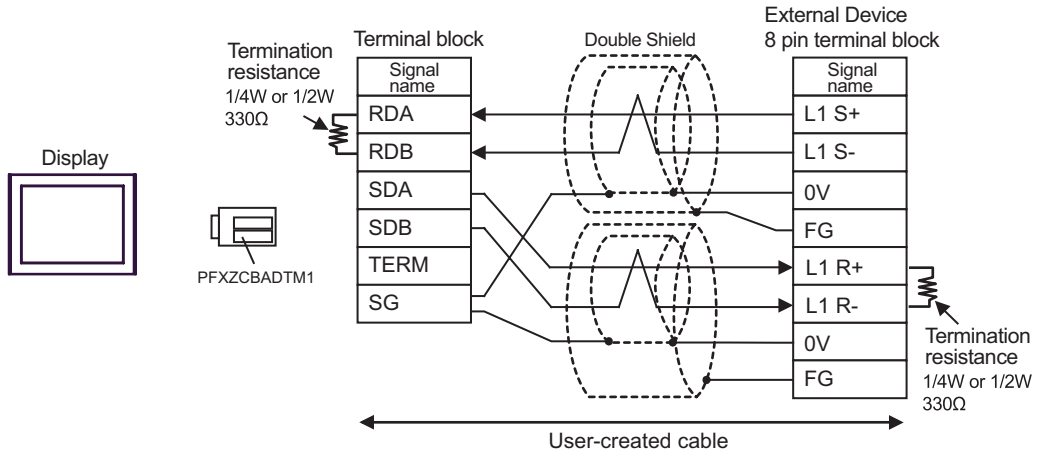 External Device
8 pin terminal block
Terminal block
Double Shield
Termination
resistance
1/4W or 1/2W
330Ω
Signal
name
RDA
RDB
SDA
SDB
TERM
SG
Signal
name
L1 S+
L1 S-
0V
FG
L1 R+
L1 R-
0V
FG
Display
PFXZCBADTM1
Termination
resistance
1/4W or 1/2W
330Ω
User-created cable